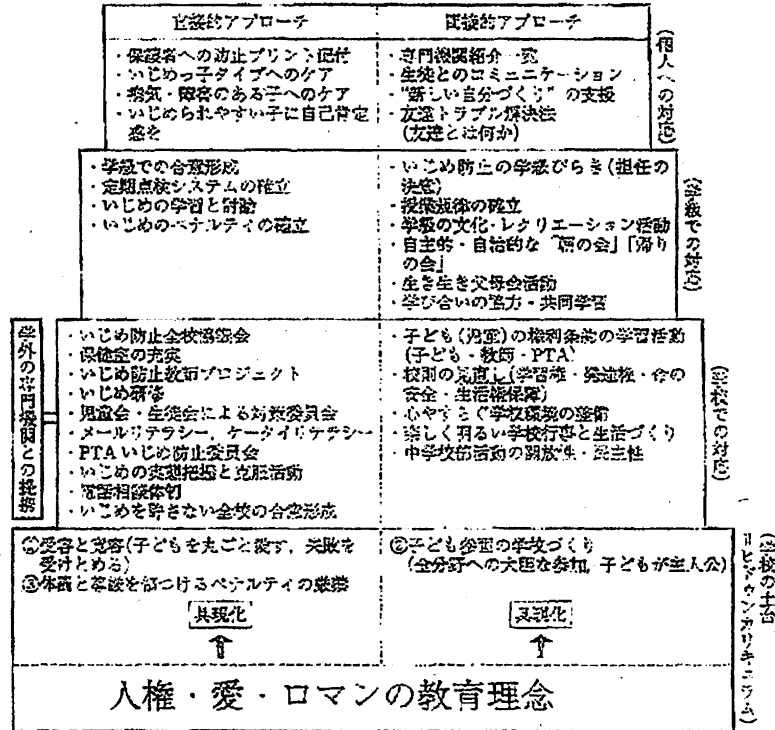 直接的アプローチ
間接的アプローチ
・保護者への防止プリント配付
・いじめっ子タイプへのケア
・病気・障害のある子へのケア
・いじめられやすい子に自己肯定
感を
・専門機関紹介一覧
・生徒とのコミュニケーション
・“新しい自分づくり”の支援
・友達トラブル解決法
(友達とは何か)
(個人への対応)
・学級での合意形成
・定期点検システムの確立
・いじめの学習と討論
・いじめのペナルティの確立
・いじめ防止の学級びらき(担任の
決意)
・授業規律の確立
・学級の文化・レクリエーション活動
・自主的・自治的な「朝の会」「帰り
の会」
・生き生き父母会活動
・学び合いの協力・共同学習
(学級での対応)
学外の専門機関との提携
・いじめ防止全校協議会
・保健室の充実
・いじめ防止教師プロジェクト
・いじめ研修
・児童会・生徒会による対策委員会
・メールリテラシー，ケータイリテラシー
・PTAいじめ防止委員会
・いじめの実態把握と克服活動
・電話相談体制
・いじめを許さない全校の合意形成
・子ども(児童)の権利条約の学習活動
(子ども・教師・PTA)
・校則の見直し(学習権・発達権・命の
安全・生活権保障)
・心やすらぐ学校環境の整備
・楽しく明るい学校行事と生活づくり
・中学校部活動の開放性・民主性
(学校での対応)
①受容と寛容(子どもを丸ごと愛す，失敗を
受けとめる)
③体罰と尊厳を傷つけるペナルティの厳禁
具現化
②子ども参画の学校づくり
(全分野への大胆な参加，子どもが主人公)
具現化
(学校の土台
＝ヒドゥンカリキュラム)
人権・愛・ロマンの教育理念